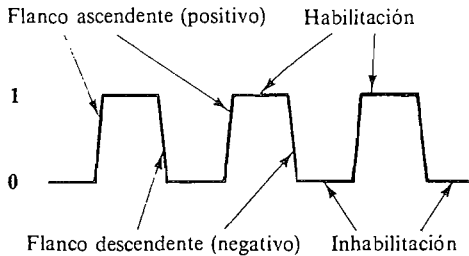 Flanco ascendente (positivo) Habilitación
1
0
Flanco descendente (negativo) Inhabilitación